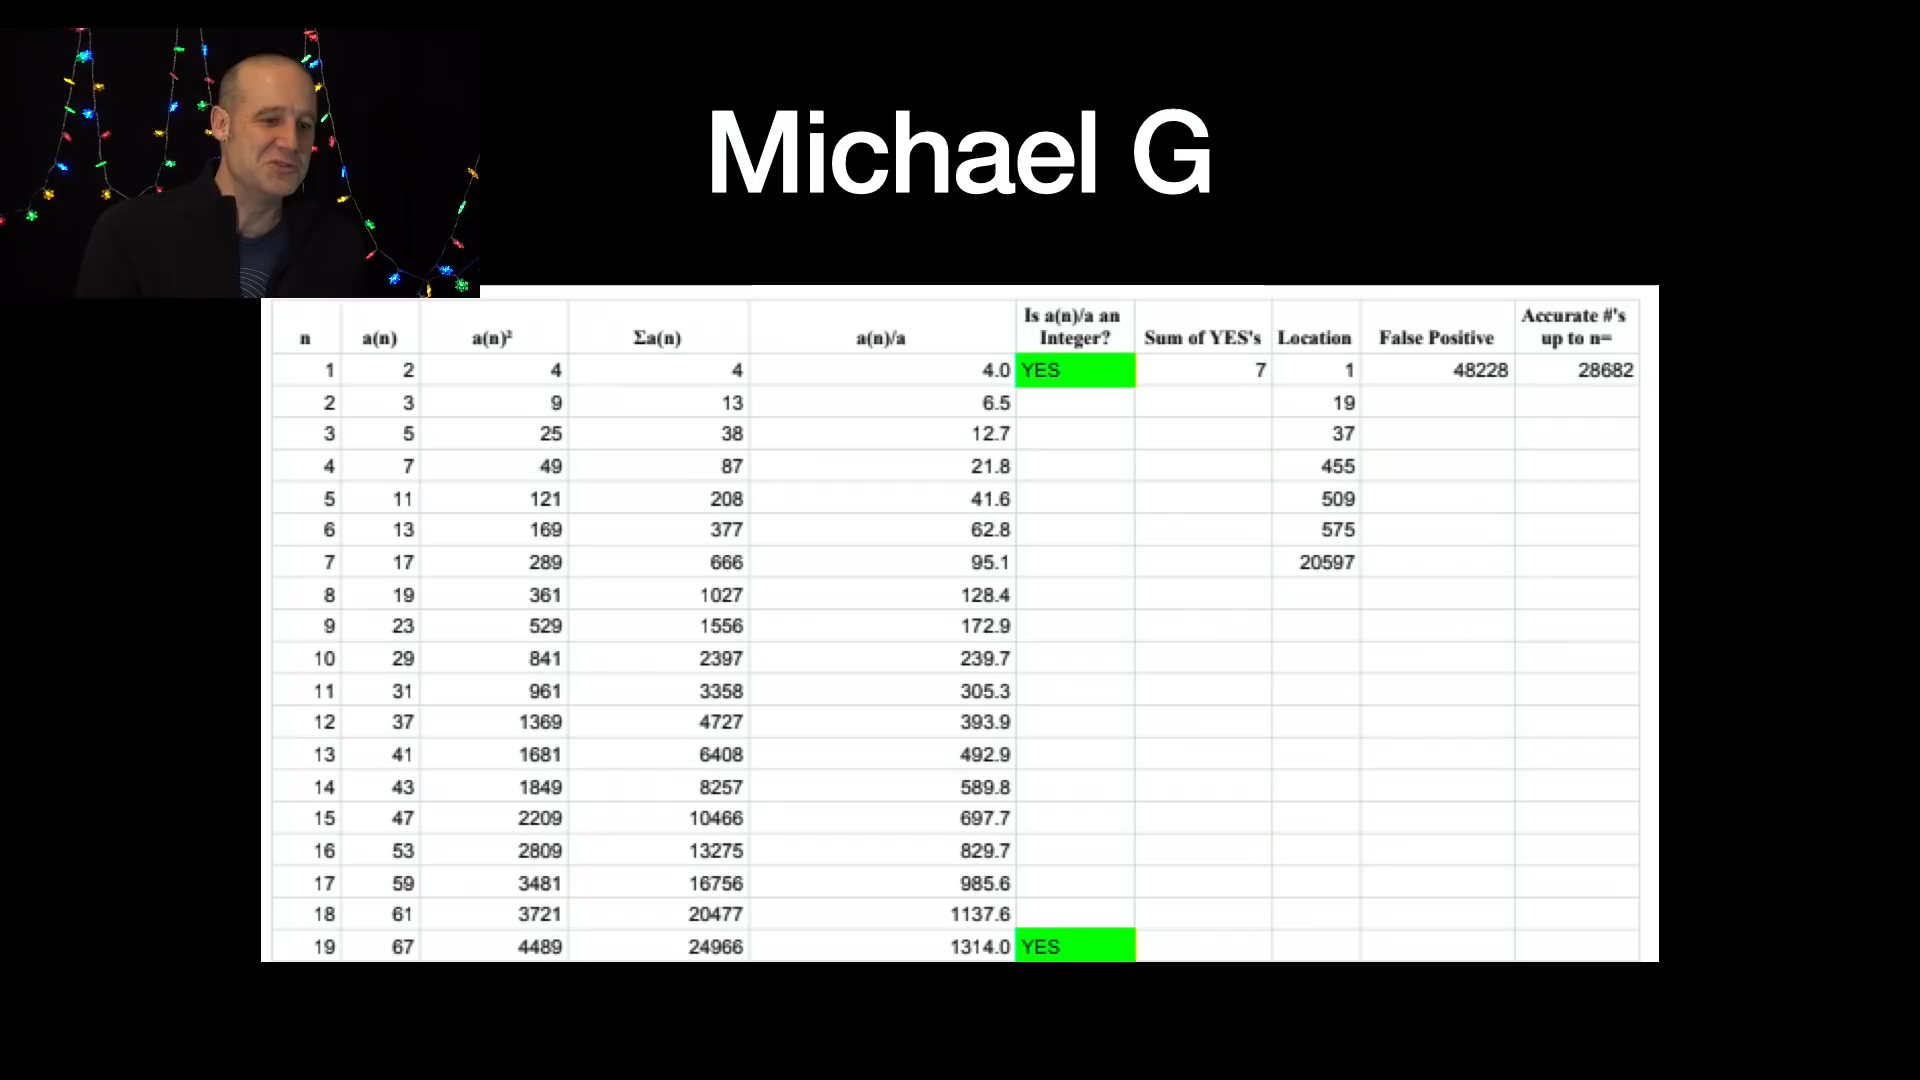 Michael G
n a(n) a(n)² Σa(n) a(n)/a Is a(n)/a an Integer? Sum of YES's Location False Positive Accurate #'s up to n=
1 2 4 4 4.0 YES 7 1 48228 28682
2 3 9 13 6.5 19
3 5 25 38 12.7 37
4 7 49 87 21.8 455
5 11 121 208 41.6 509
6 13 169 377 62.8 575
7 17 289 666 95.1 20597
8 19 361 1027 128.4
9 23 529 1556 172.9
10 29 841 2397 239.7
11 31 961 3358 305.3
12 37 1369 4727 393.9
13 41 1681 6408 492.9
14 43 1849 8257 589.8
15 47 2209 10466 697.7
16 53 2809 13275 829.7
17 59 3481 16756 985.6
18 61 3721 20477 1137.6
19 67 4489 24966 1314.0 YES